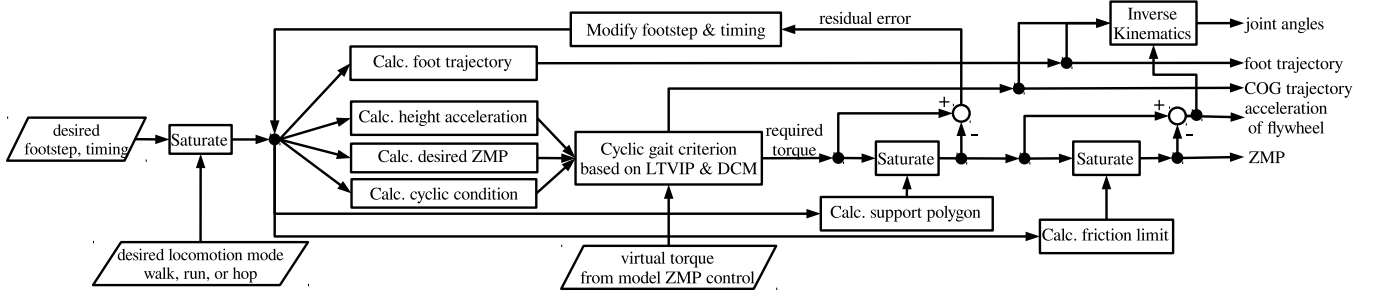 residual error
Modify footstep & timing
Inverse
Kinematics
joint angles
Calc. foot trajectory
foot trajectory
COG trajectory
Calc. height acceleration
+
+
acceleration
of flywheel
desired
footstep, timing
Saturate
required
torque
-
-
Cyclic gait criterion
based on LTVIP & DCM
Calc. desired ZMP
Saturate
Saturate
ZMP
Calc. cyclic condition
Calc. support polygon
Calc. friction limit
desired locomotion mode
walk, run, or hop
virtual torque
from model ZMP control